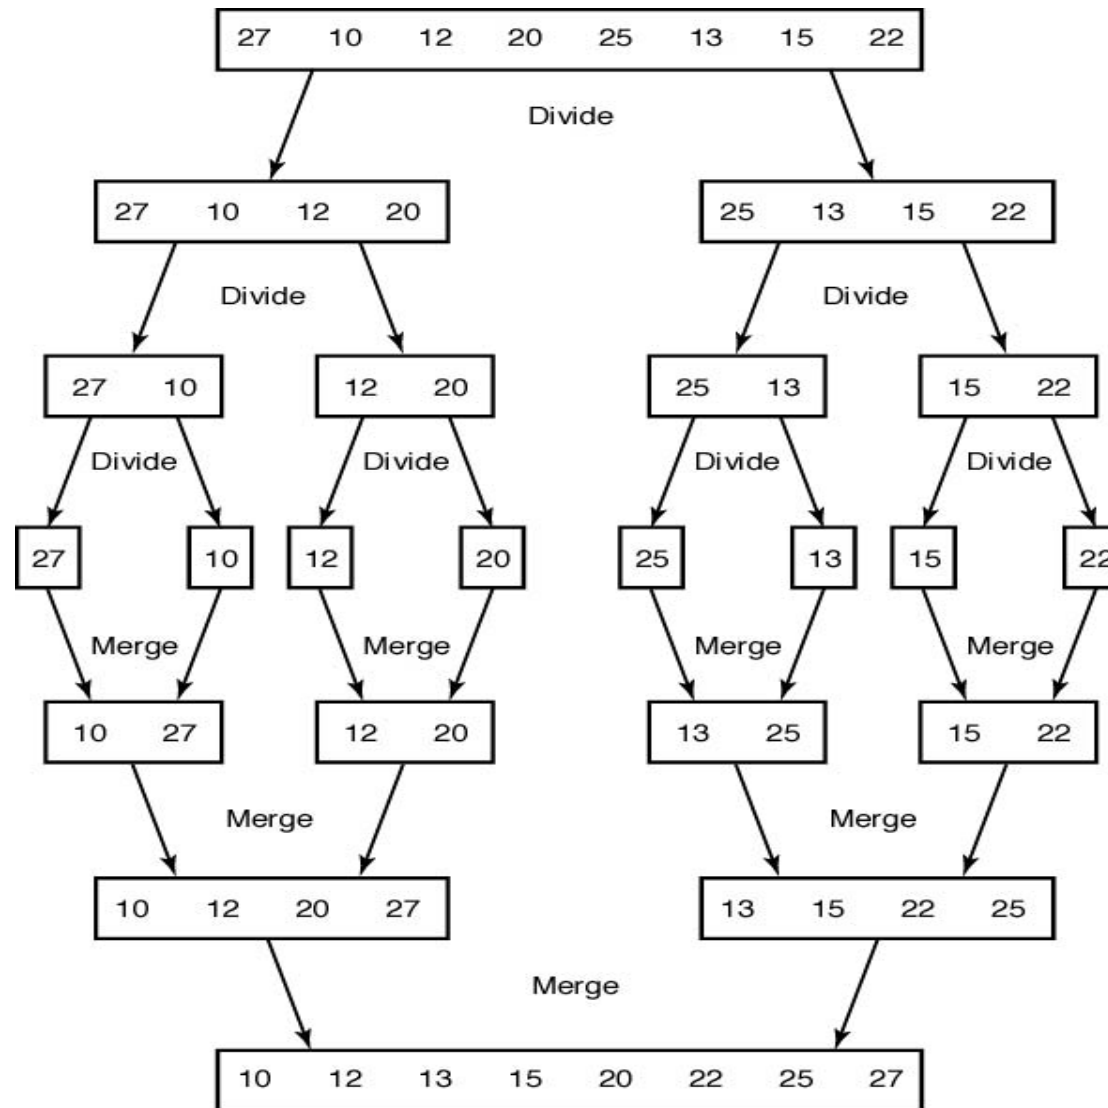 27 10 12 20 25 13 15 22
Divide
27 10 12 20 25 13 15 22
Divide Divide
27 10 12 20 25 13 15 22
Divide Divide Divide Divide
27 10 12 20 25 13 15 22
Merge Merge Merge Merge
10 27 12 20 13 25 15 22
Merge Merge
10 12 20 27 13 15 22 25
Merge
10 12 13 15 20 22 25 27